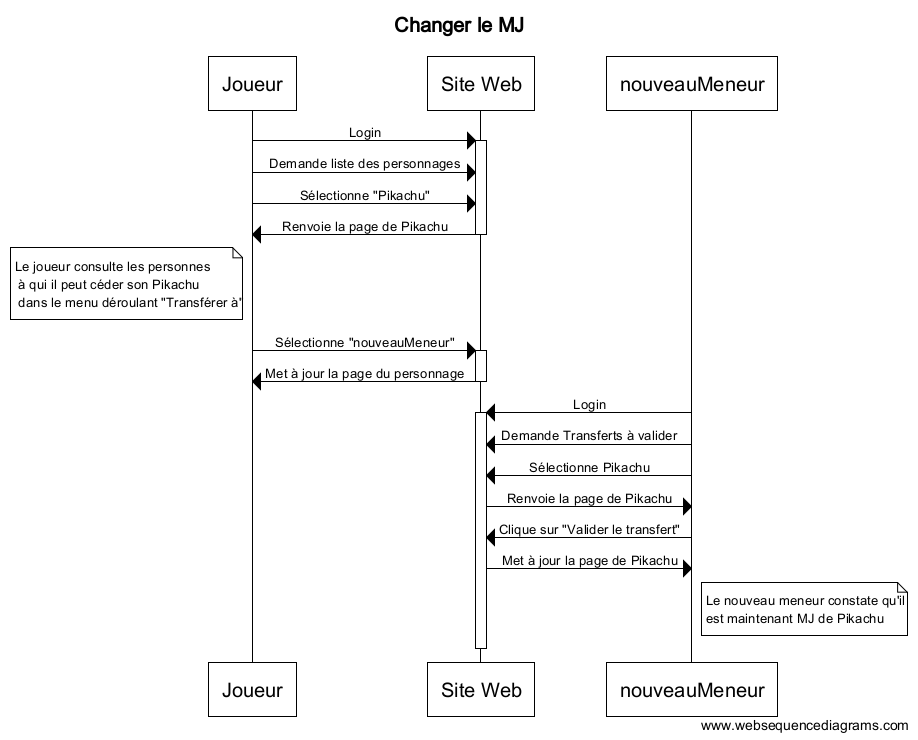 Changer le MJ
Joueur
Site Web
nouveauMeneur
Login
Demande liste des personnages
Sélectionne "Pikachu"
Renvoie la page de Pikachu
Le joueur consulte les personnes
à qui il peut céder son Pikachu
dans le menu déroulant "Transférer à"
Sélectionne "nouveauMeneur"
Met à jour la page du personnage
Login
Demande Transferts à valider
Sélectionne Pikachu
Renvoie la page de Pikachu
Clique sur "Valider le transfert"
Met à jour la page de Pikachu
Le nouveau meneur constate qu'il
est maintenant MJ de Pikachu
Joueur
Site Web
nouveauMeneur
www.websequencediagrams.com